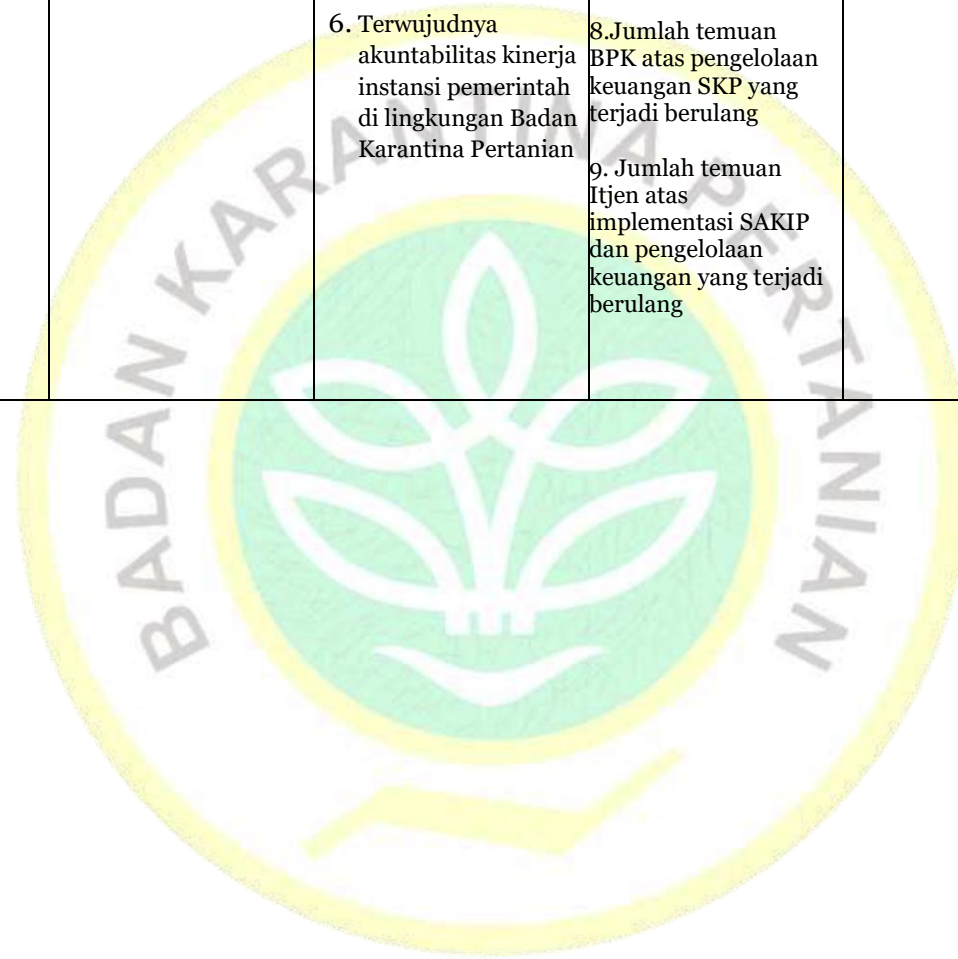 6. Terwujudnya
akuntabilitas kinerja
instansi pemerintah
di lingkungan Badan
Karantina Pertanian
8.Jumlah temuan
BPK atas pengelolaan
keuangan SKP yang
terjadi berulang
9. Jumlah temuan
Itjen atas
implementasi SAKIP
dan pengelolaan
keuangan yang terjadi
berulang
BADAN KARANTINA PERTANIAN